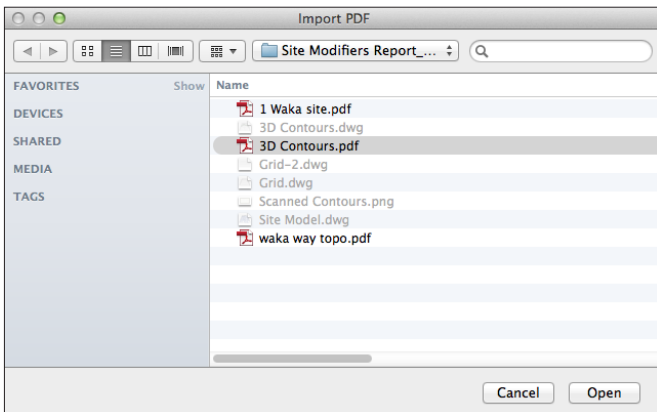 Import PDF
Site Modifiers Report_...
FAVORITES Show
DEVICES
SHARED
MEDIA
TAGS
Name
1 Waka site.pdf
3D Contours.dwg
3D Contours.pdf
Grid-2.dwg
Grid.dwg
Scanned Contours.png
Site Model.dwg
waka way topo.pdf
Cancel Open